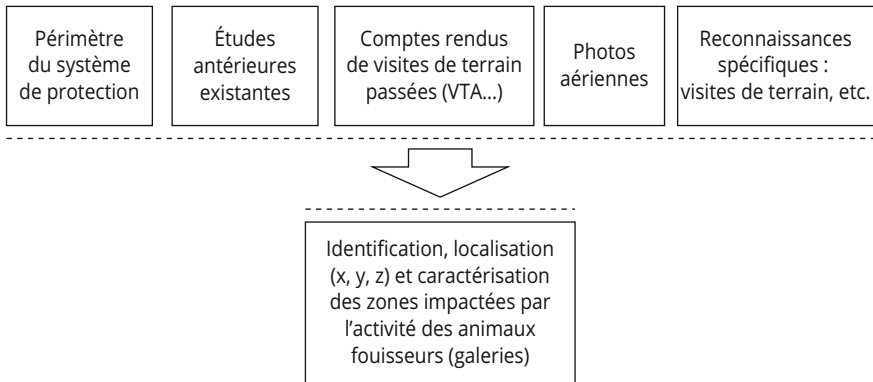 Périmètre
du système
de protection
Études
antérieures
existantes
Comptes rendus
de visites de terrain
passées (VTA...)
Photos
aériennes
Reconnaissances
spécifiques :
visites de terrain, etc.
Identification, localisation
(x, y, z) et caractérisation
des zones impactées par
l’activité des animaux
fouisseurs (galeries)